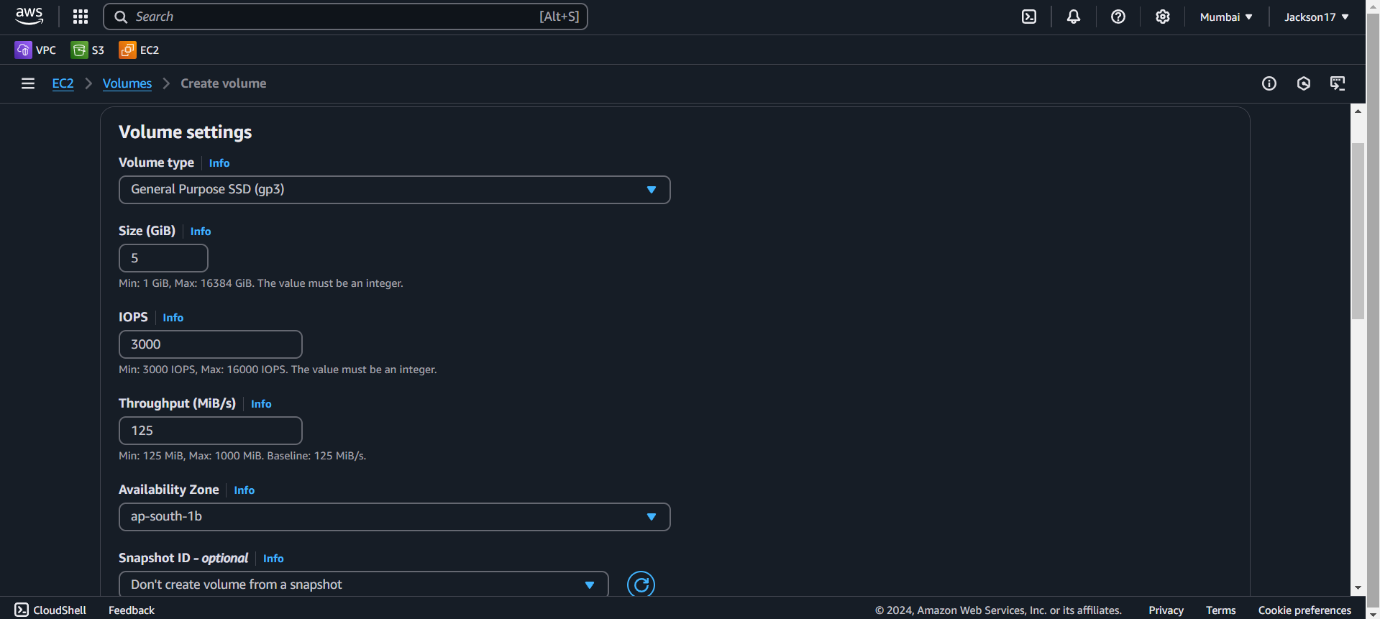 aws
Search [Alt+S]
Mumbai ▼ Jackson17 ▼
VPC S3 EC2
EC2 > Volumes > Create volume
Volume settings
Volume type | Info
General Purpose SSD (gp3)
Size (GiB) | Info
5
Min: 1 GiB, Max: 16384 GiB. The value must be an integer.
IOPS | Info
3000
Min: 3000 IOPS, Max: 16000 IOPS. The value must be an integer.
Throughput (MiB/s) | Info
125
Min: 125 MiB, Max: 1000 MiB. Baseline: 125 MiB/s.
Availability Zone | Info
ap-south-1b
Snapshot ID - optional | Info
Don't create volume from a snapshot
CloudShell Feedback © 2024, Amazon Web Services, Inc. or its affiliates. Privacy Terms Cookie preferences